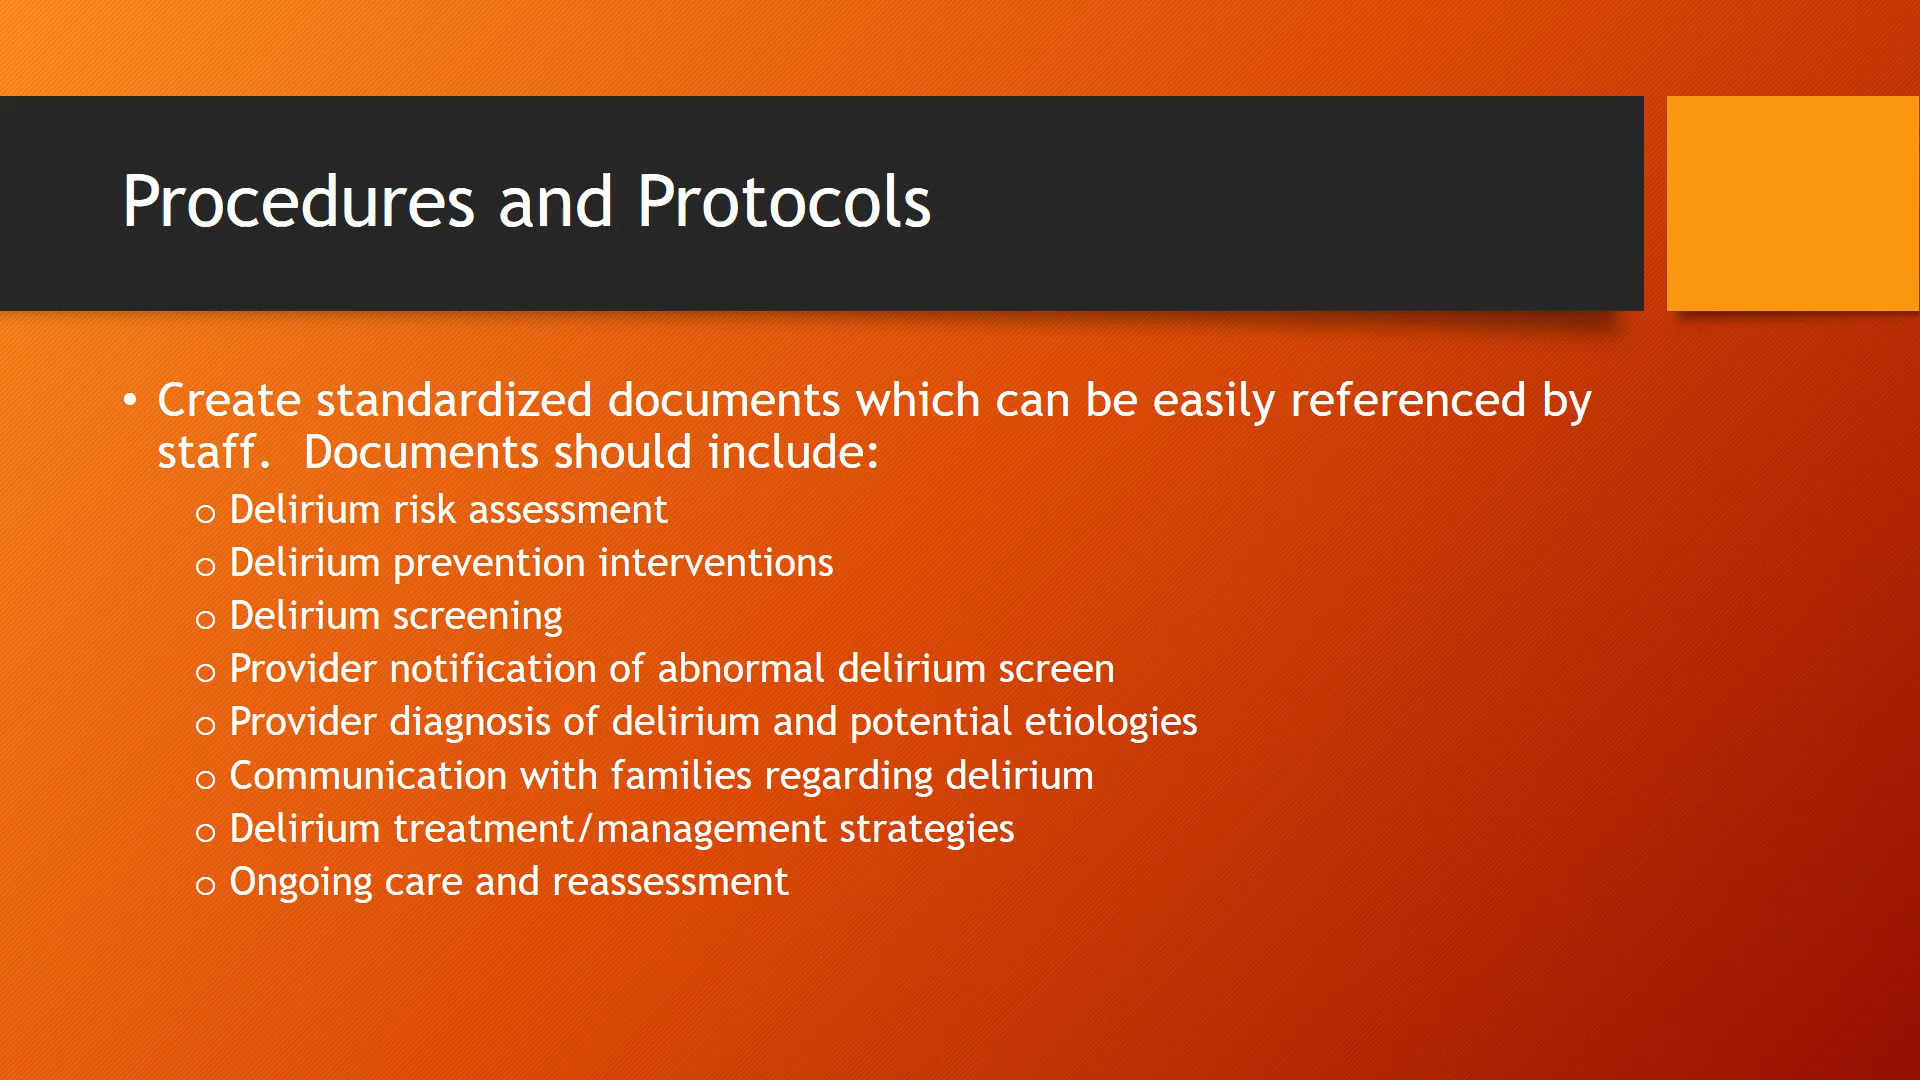 Procedures and Protocols
• Create standardized documents which can be easily referenced by
staff.  Documents should include:
o Delirium risk assessment
o Delirium prevention interventions
o Delirium screening
o Provider notification of abnormal delirium screen
o Provider diagnosis of delirium and potential etiologies
o Communication with families regarding delirium
o Delirium treatment/management strategies
o Ongoing care and reassessment